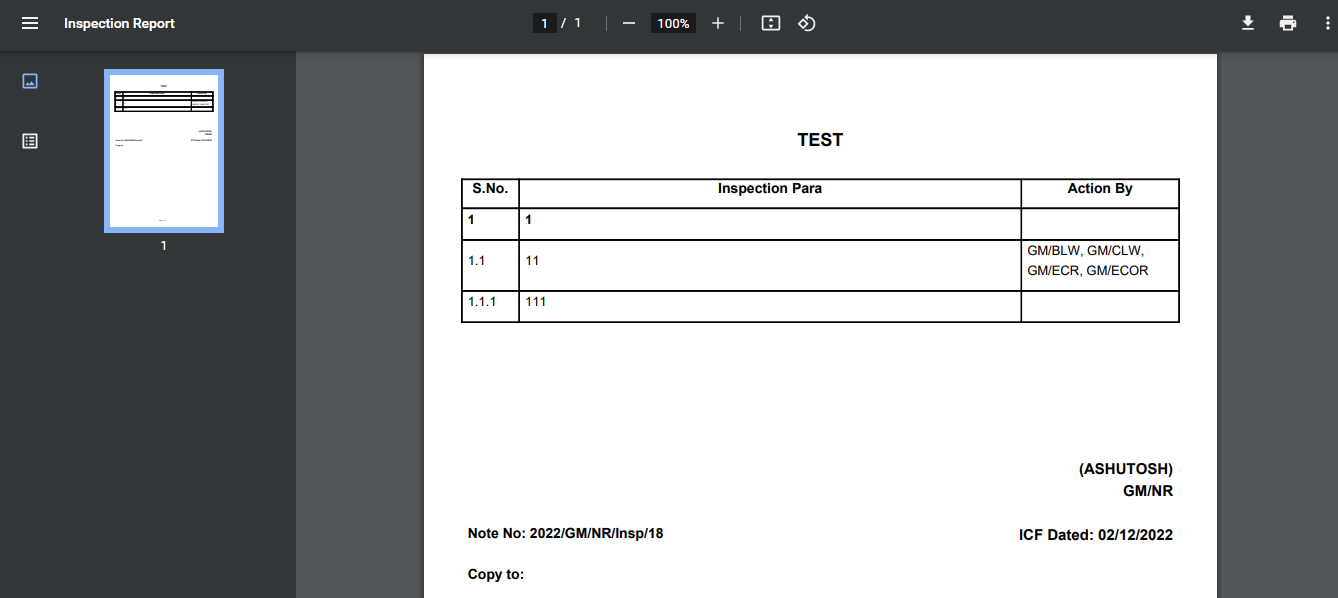 Inspection Report
1 / 1
100%
1
TEST
S.No. Inspection Para Action By
1 1
1.1 11 GM/BLW, GM/CLW,
GM/ECR, GM/ECOR
1.1.1 111
(ASHUTOSH)
GM/NR
Note No: 2022/GM/NR/Insp/18 ICF Dated: 02/12/2022
Copy to: